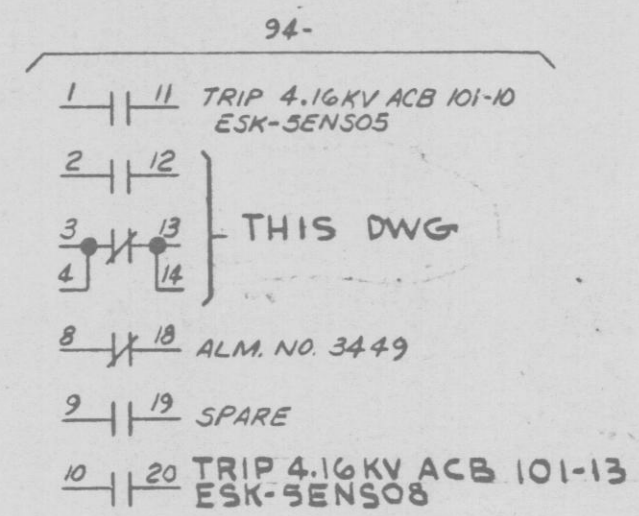 94-
1 11 TRIP 4.16KV ACB 101-10
ESK-5ENS05
2 12
THIS DWG
3 13
4 14
8 18 ALM. NO. 3449
9 19 SPARE
10 20 TRIP 4.16KV ACB 101-13
ESK-5ENS08